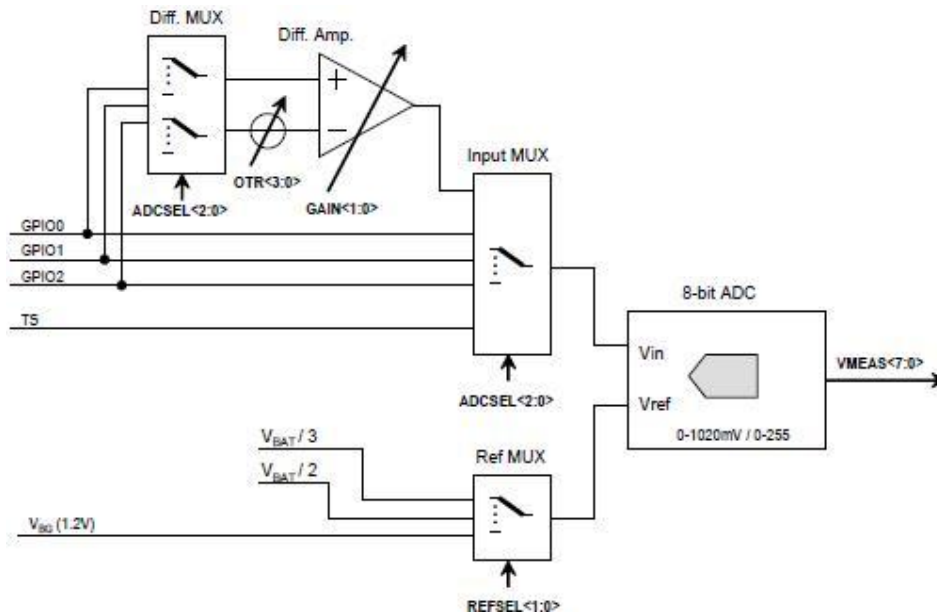 Diff. MUX
Diff. Amp.
+
−
OTR<3:0>
GAIN<1:0>
ADCSEL<2:0>
Input MUX
GPIO0
GPIO1
GPIO2
TS
8-bit ADC
Vin
Vref
0-1020mV / 0-255
VMEAS<7:0>
ADCSEL<2:0>
VBAT / 3
VBAT / 2
VBG (1.2V)
Ref MUX
REFSEL<1:0>